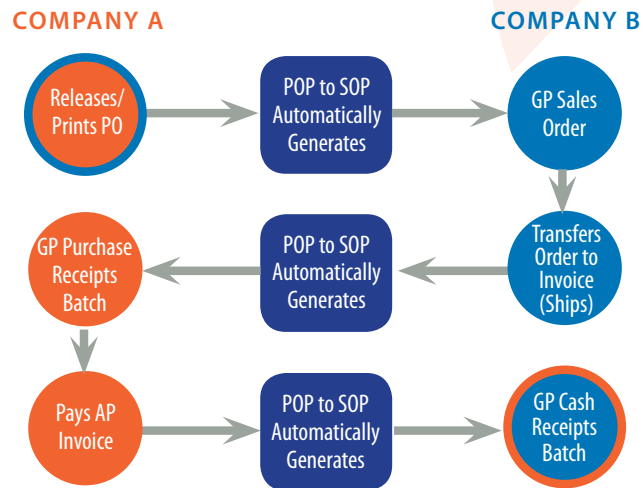 COMPANY A
COMPANY B
Releases/
Prints PO
POP to SOP
Automatically
Generates
GP Sales
Order
GP Purchase
Receipts
Batch
POP to SOP
Automatically
Generates
Transfers
Order to
Invoice
(Ships)
Pays AP
Invoice
POP to SOP
Automatically
Generates
GP Cash
Receipts
Batch